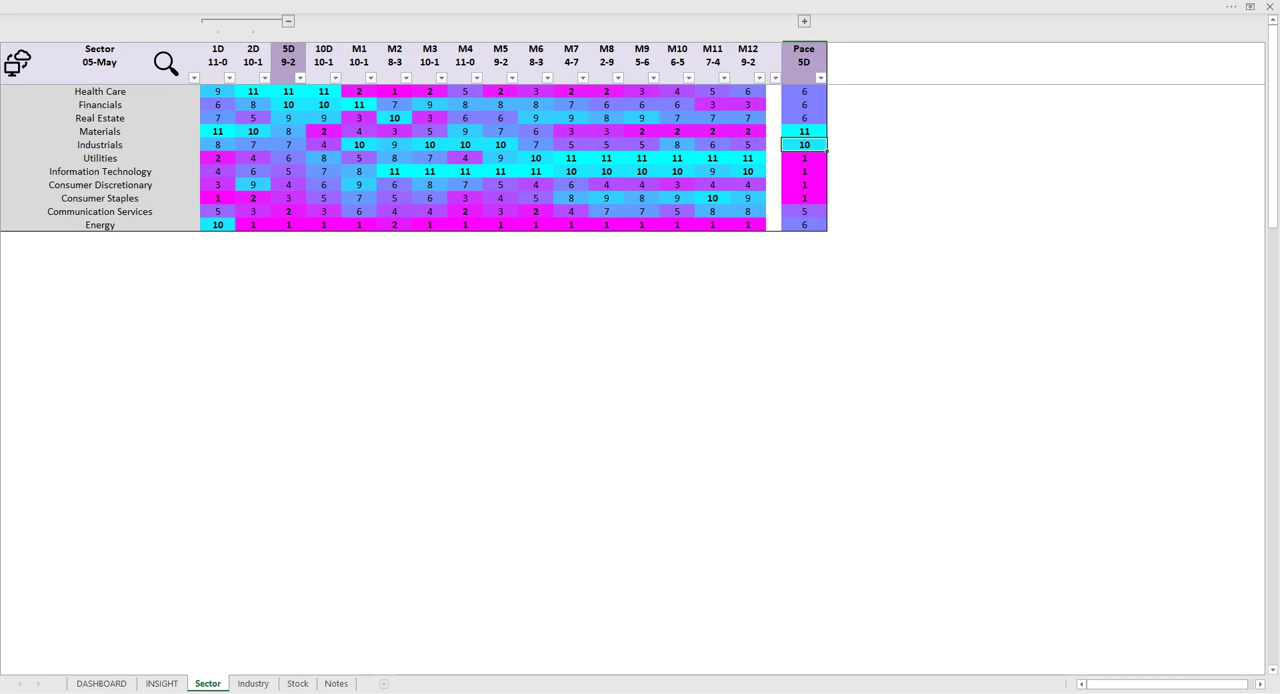 Sector 1D 2D 5D 10D M1 M2 M3 M4 M5 M6 M7 M8 M9 M10 M11 M12 Pace
05-May 11-0 10-1 9-2 10-1 10-1 8-3 10-1 11-0 9-2 8-3 4-7 2-9 5-6 6-5 7-4 9-2 5D
Health Care 9 11 11 11 2 1 2 5 2 3 2 2 3 4 5 6 6
Financials 6 8 10 10 11 7 9 8 8 8 7 6 6 6 3 3 6
Real Estate 7 5 9 9 3 10 3 6 6 9 9 8 9 7 7 7 6
Materials 11 10 8 2 4 3 5 9 7 6 3 3 2 2 2 2 11
Industrials 8 7 7 4 10 9 10 10 10 7 5 5 5 8 6 5 10
Utilities 2 4 6 8 5 8 7 4 9 10 11 11 11 11 11 11 1
Information Technology 4 6 5 7 8 11 11 11 11 11 10 10 10 10 9 10 1
Consumer Discretionary 3 9 4 6 9 6 8 7 5 4 6 4 4 3 4 4 1
Consumer Staples 1 2 3 5 7 5 6 3 4 5 8 9 8 9 10 9 1
Communication Services 5 3 2 3 6 4 4 2 3 2 4 7 7 5 8 8 5
Energy 10 1 1 1 1 2 1 1 1 1 1 1 1 1 1 1 6
DASHBOARD INSIGHT Sector Industry Stock Notes